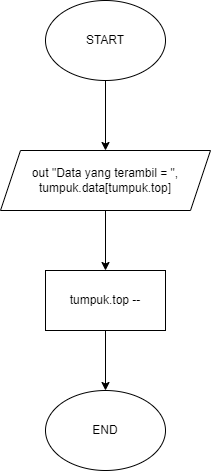 START
out "Data yang terambil = ",
tumpuk.data[tumpuk.top]
tumpuk.top --
END